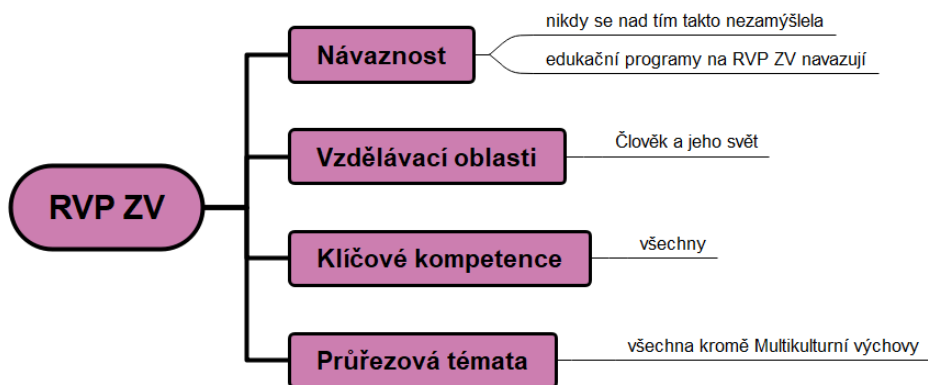 RVP ZV
Návaznost
nikdy se nad tím takto nezamýšlela
edukační programy na RVP ZV navazují
Vzdělávací oblasti
Člověk a jeho svět
Klíčové kompetence
všechny
Průřezová témata
všechna kromě Multikulturní výchovy